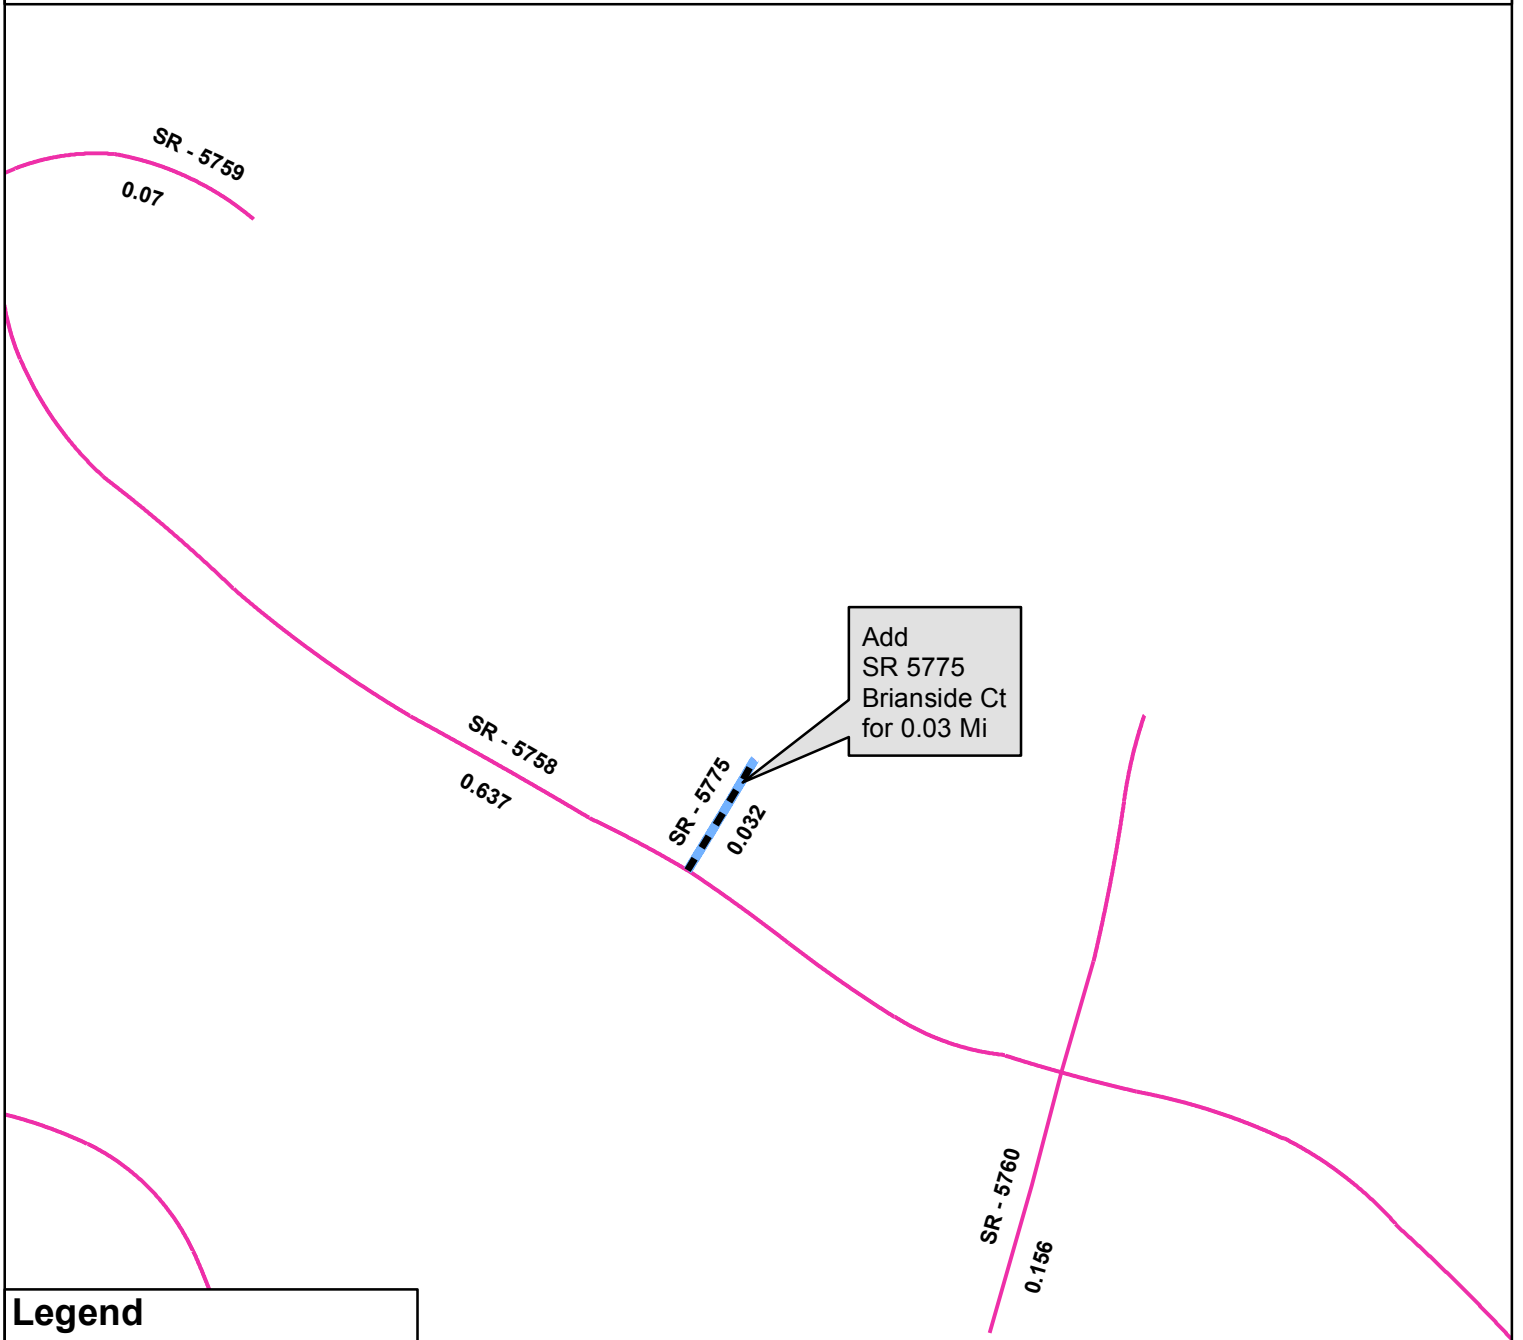 SR - 5759
0.07
Add
SR 5775
Brianside Ct
for 0.03 Mi
SR - 5758
0.637
SR - 5775
0.032
SR - 5760
0.156
Legend